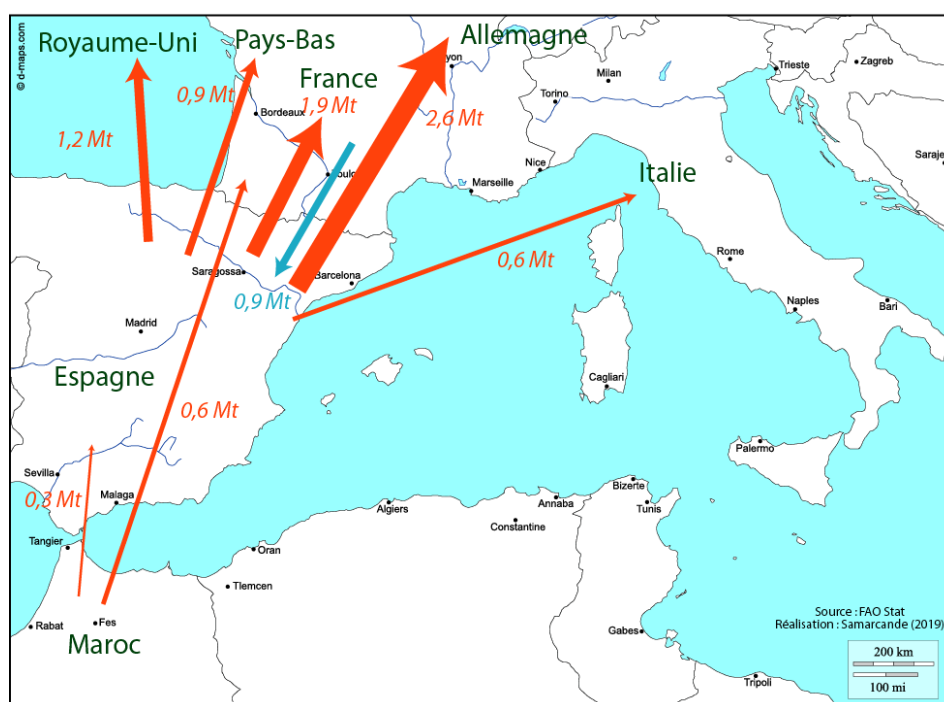 © d-maps.com
Royaume-Uni
Pays-Bas
Allemagne
France
yon
Milan
Trieste
Zagreb
0,9 Mt
1,9 Mt
2,6 Mt
Torino
Bordeaux
1,2 Mt
Saraje
Nice
Italie
Marseille
oulo
Rome
0,6 Mt
Saragossa
Barcelona
0,9 Mt
Naples
Bari
Madrid
Espagne
Cagliari
0,6 Mt
Palermo
Sevilla
Malaga
0,3 Mt
Bizerte
Annaba
Tunis
Algiers
Constantine
Tangier
Oran
Tlemcen
Source : FAO Stat
Réalisation : Samarcande (2019)
Rabat
Fes
Maroc
Gabes
200 km
100 mi
Tripoli